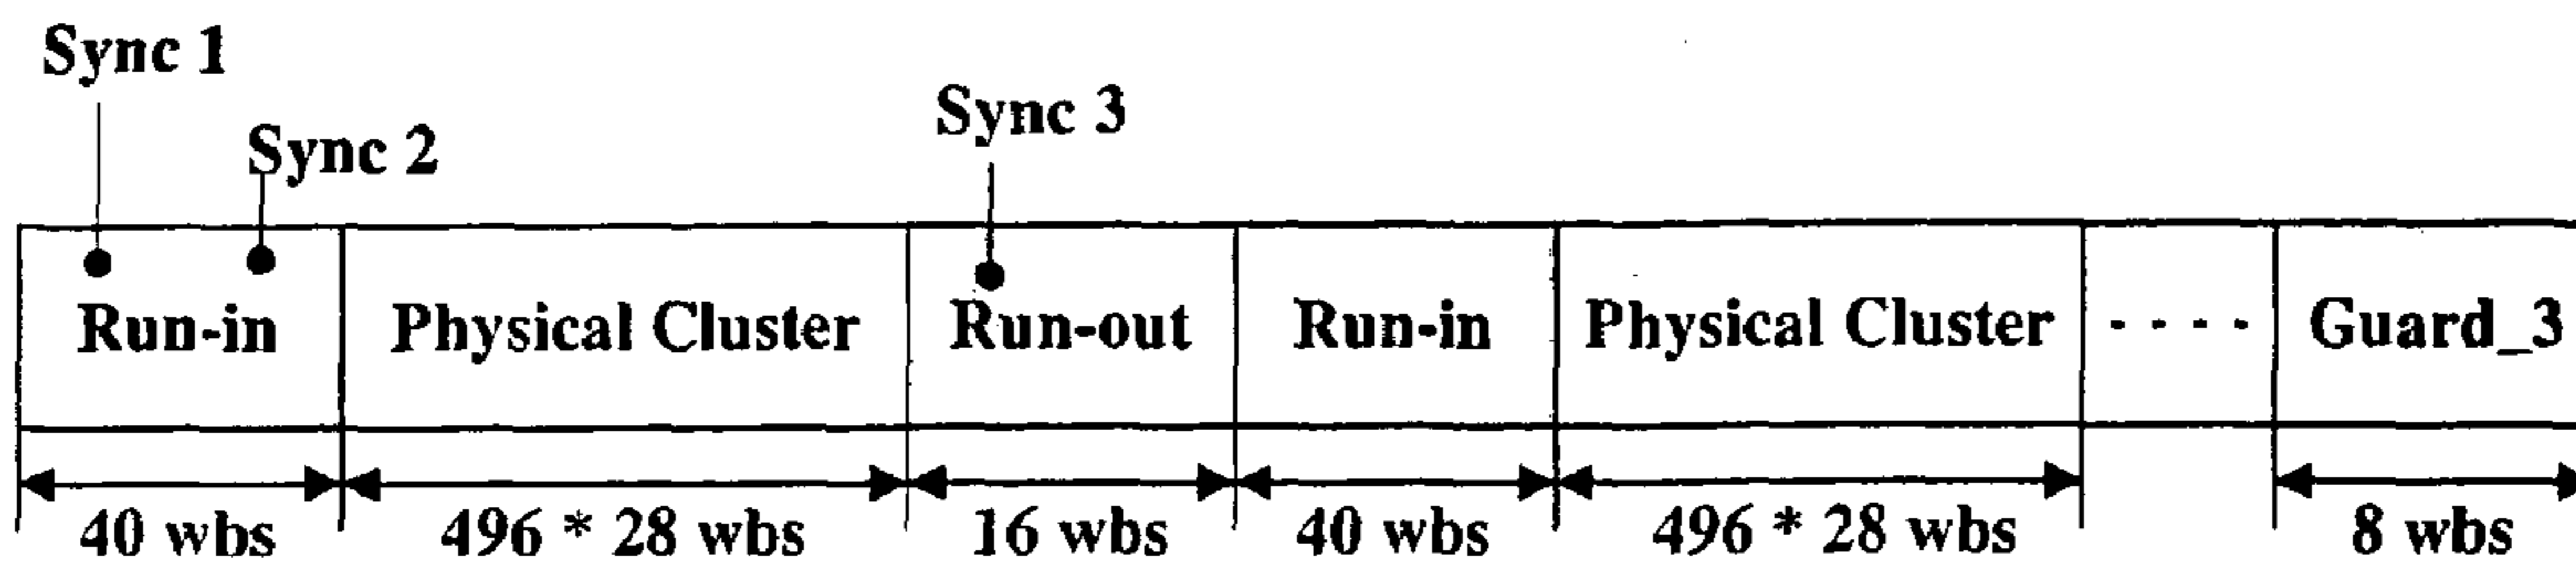 Sync 1
Sync 2
Sync 3
Run-in
Physical Cluster
Run-out
Run-in
Physical Cluster
- - - -
Guard_3
40 wbs
496 * 28 wbs
16 wbs
40 wbs
496 * 28 wbs
8 wbs